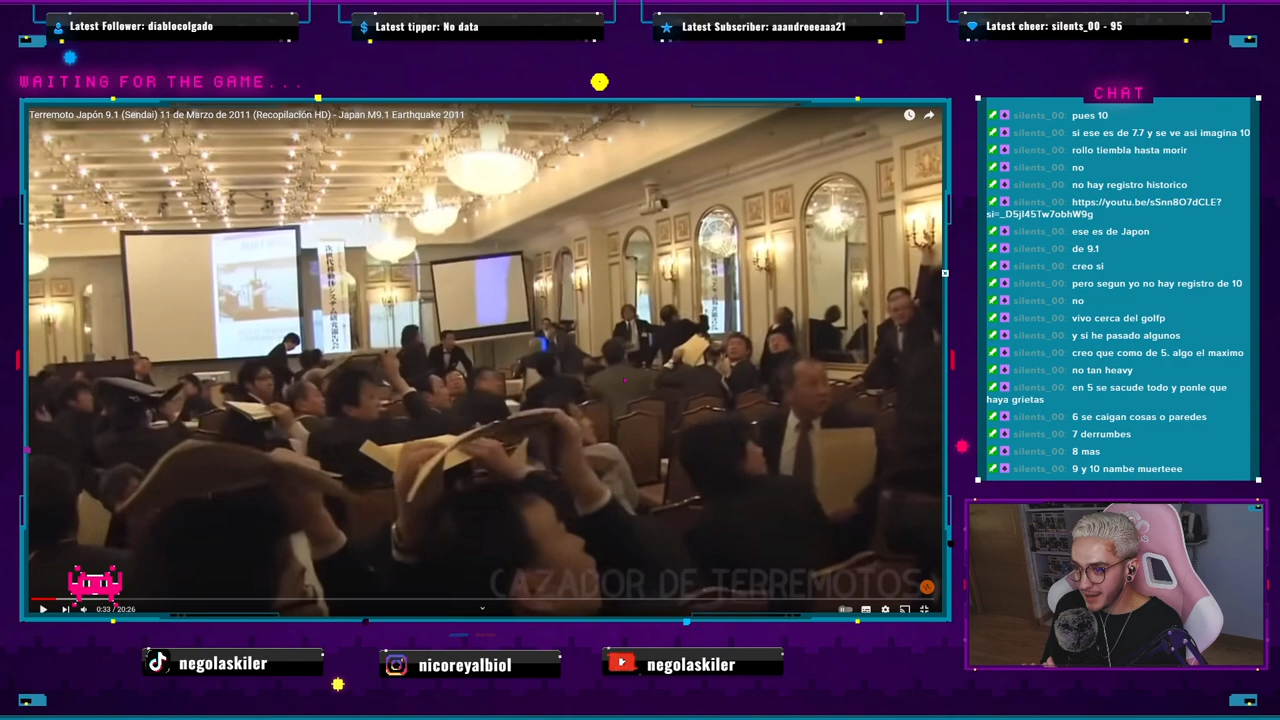 Latest Follower: diablocolgado
Latest tipper: No data
Latest Subscriber: aaandreeeaaa21
Latest cheer: silents_00 - 95
WAITING FOR THE GAME...
CHAT
Terremoto Japón 9.1 (Sendai) 11 de Marzo de 2011 (Recopilación HD) - Japan M9.1 Earthquake 2011
silents_00: pues 10
silents_00: si ese es de 7.7 y se ve asi imagina 10
silents_00: rollo tiembla hasta morir
silents_00: no
silents_00: no hay registro historico
silents_00: https://youtu.be/sSnn8O7dCLE?
si=_D5jI45Tw7obhW9g
silents_00: ese es de Japon
silents_00: de 9.1
silents_00: creo si
silents_00: pero segun yo no hay registro de 10
silents_00: no
silents_00: vivo cerca del golfp
silents_00: y si he pasado algunos
silents_00: creo que como de 5. algo el maximo
silents_00: no tan heavy
silents_00: en 5 se sacude todo y ponle que
haya grietas
silents_00: 6 se caigan cosas o paredes
silents_00: 7 derrumbes
silents_00: 8 mas
silents_00: 9 y 10 nambe muerteee
CAZADOR DE TERREMOTOS
0:33 / 20:26
negolaskiler
nicoreyalbiol
negolaskiler